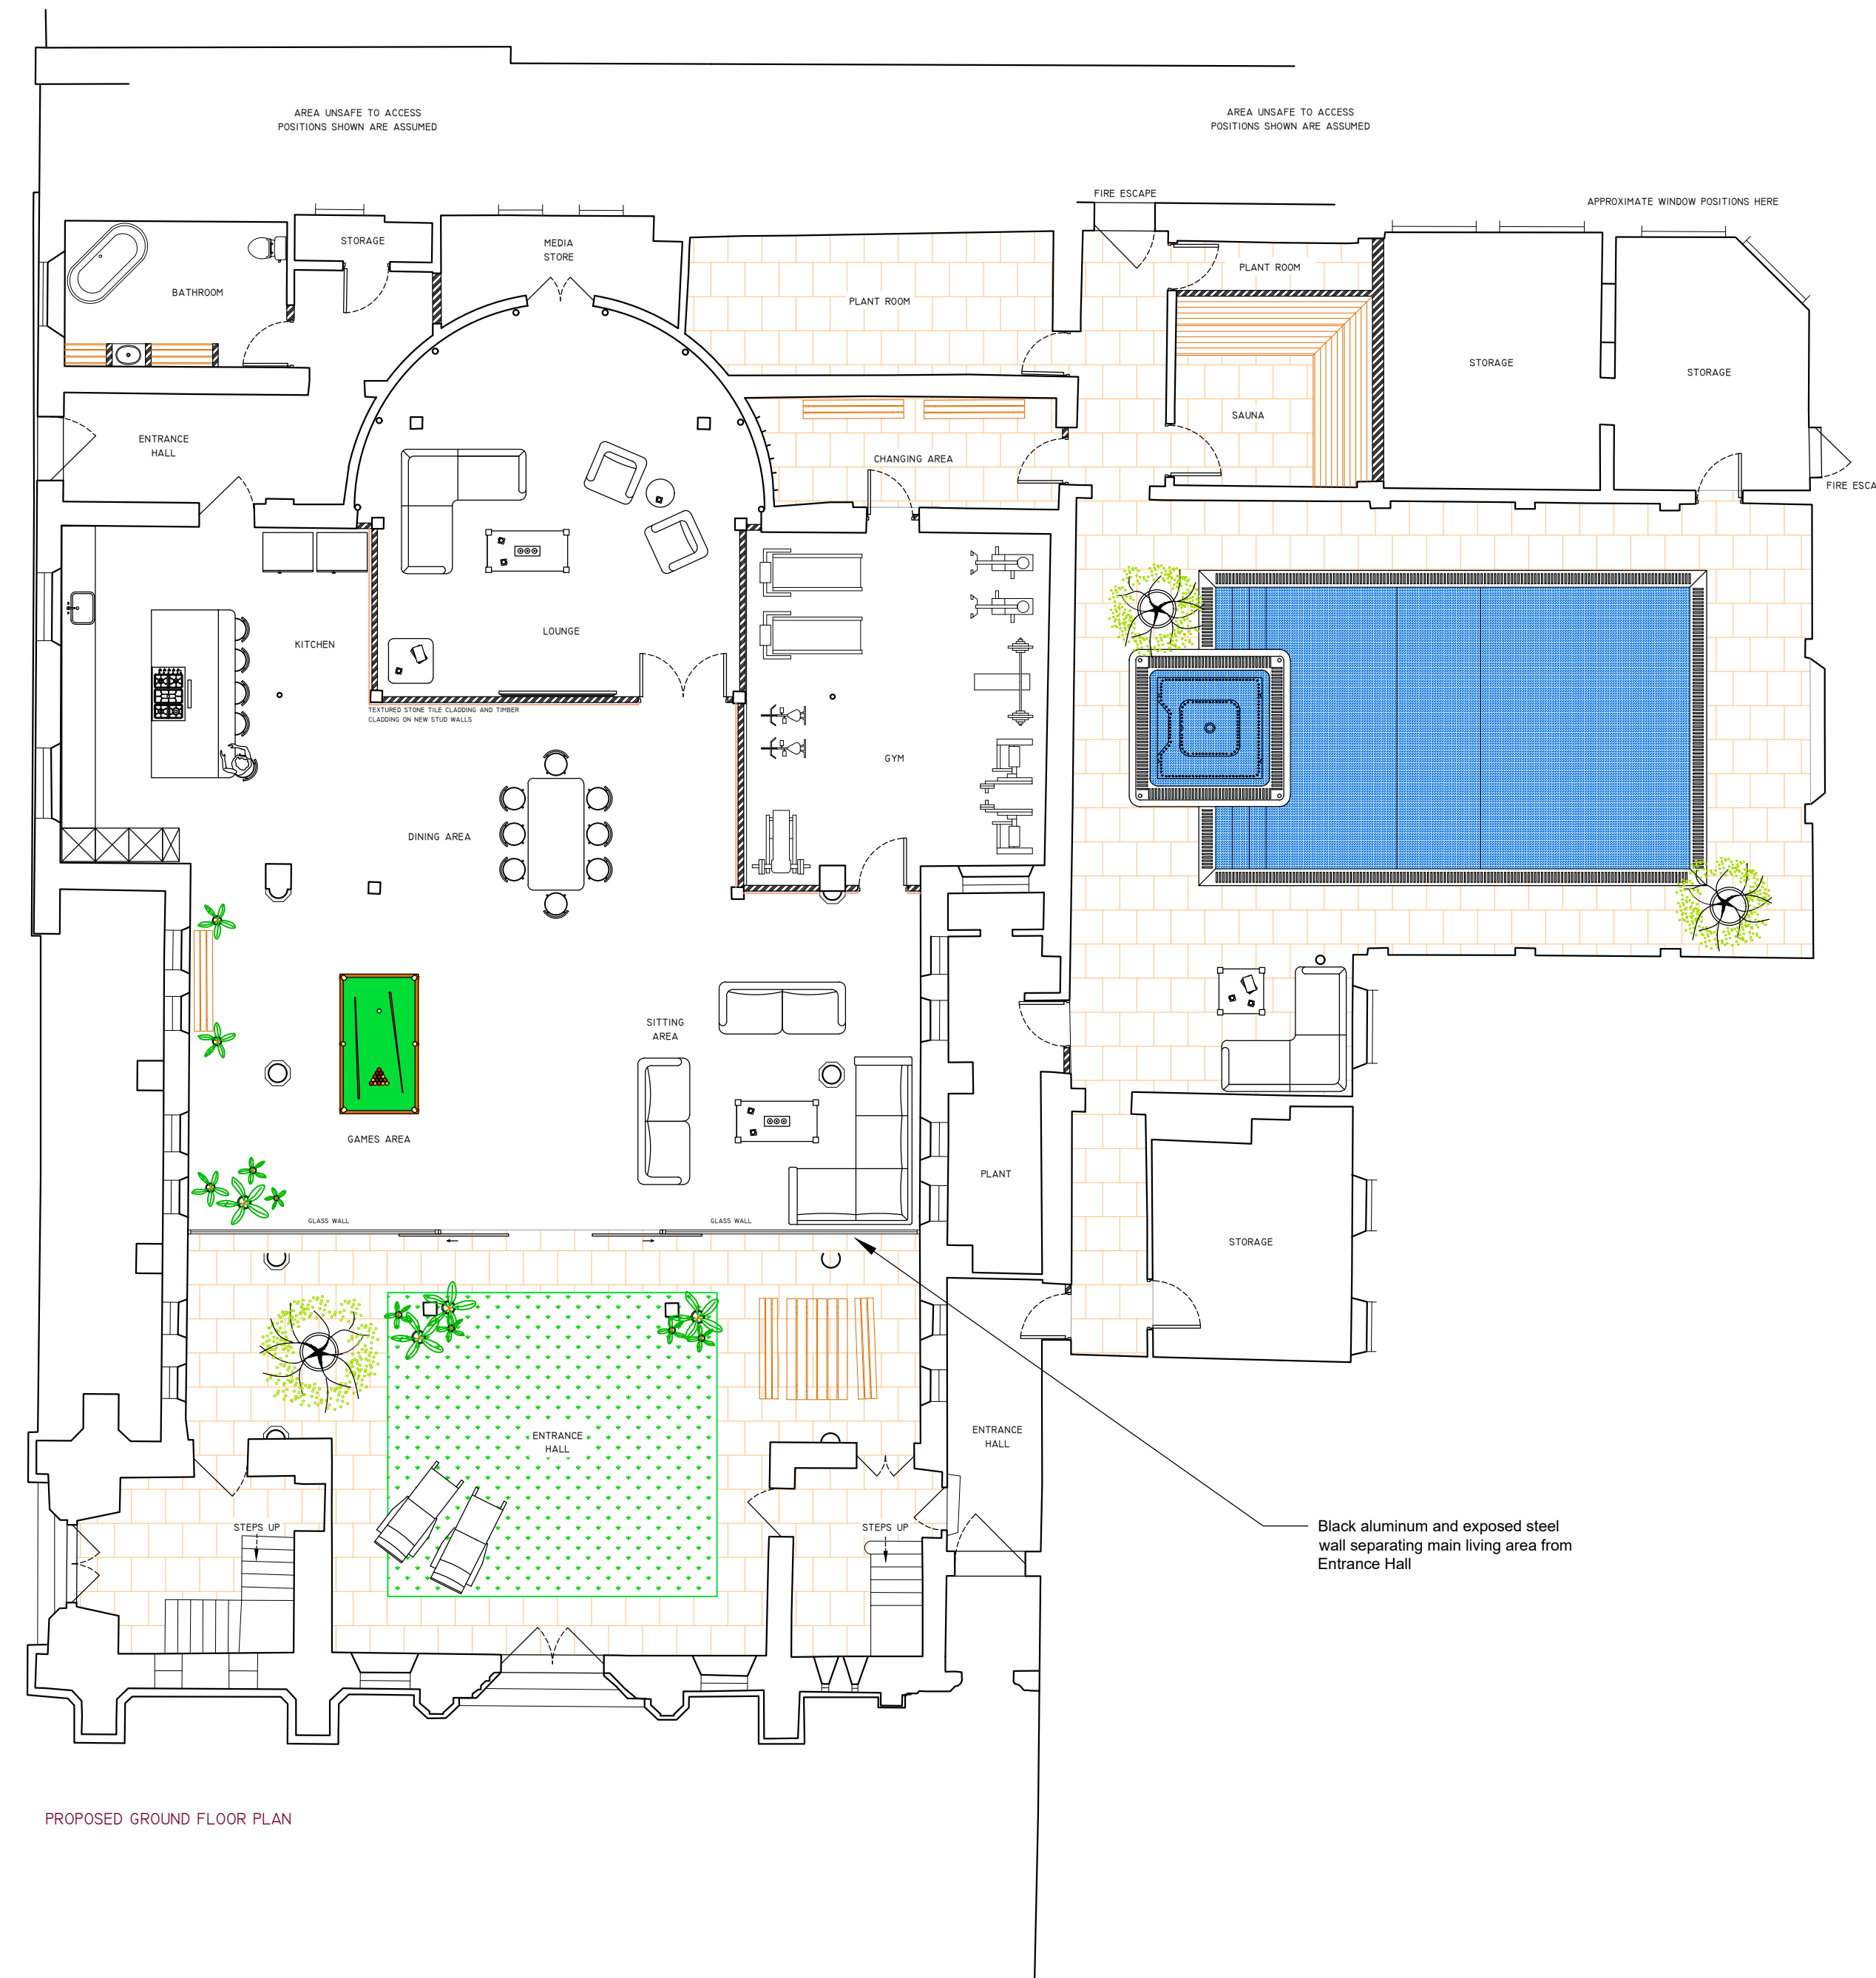 AREA UNSAFE TO ACCESS
POSITIONS SHOWN ARE ASSUMED
AREA UNSAFE TO ACCESS
POSITIONS SHOWN ARE ASSUMED
FIRE ESCAPE
APPROXIMATE WINDOW POSITIONS HERE
STORAGE
MEDIA
STORE
BATHROOM
PLANT ROOM
PLANT ROOM
STORAGE
STORAGE
SAUNA
ENTRANCE
HALL
CHANGING AREA
FIRE ESCA
LOUNGE
KITCHEN
TEXTURED STONE TILE CLADDING AND TIMBER
CLADDING ON NEW STUD WALLS
GYM
DINING AREA
SITTING
AREA
GAMES AREA
PLANT
GLASS WALL
GLASS WALL
STORAGE
ENTRANCE
HALL
ENTRANCE
HALL
STEPS UP
STEPS UP
Black aluminum and exposed steel
wall separating main living area from
Entrance Hall
PROPOSED GROUND FLOOR PLAN